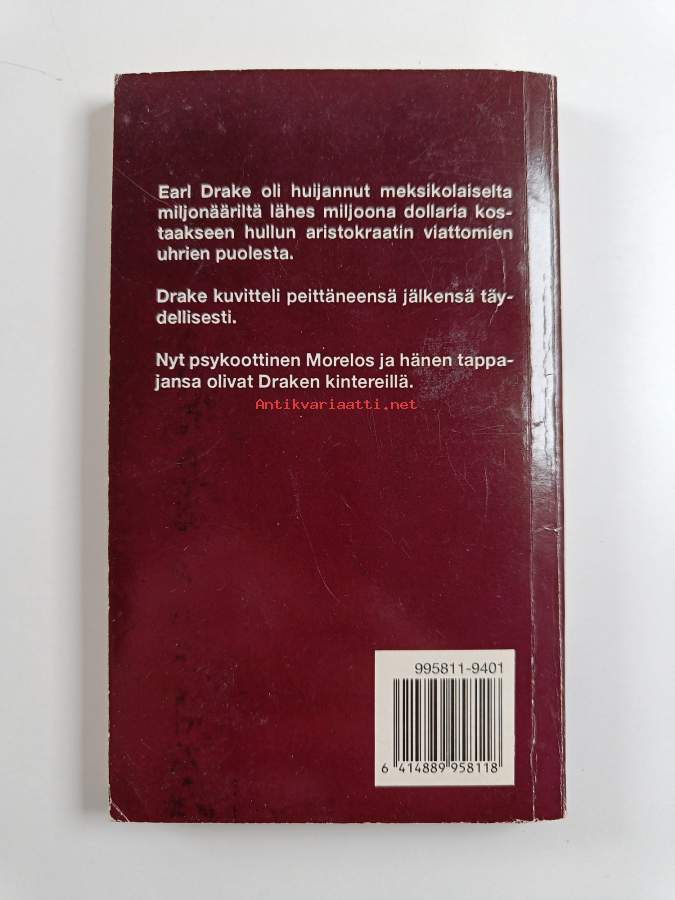 Earl Drake oli huijannut meksikolaiselta
miljonääriltä lähes miljoona dollaria kos-
taakseen hullun aristokraatin viattomien
uhrien puolesta.
Drake kuvitteli peittäneensä jälkensä täy-
dellisesti.
Nyt psykoottinen Morelos ja hänen tappa-
jansa olivat Draken kintereillä.
Antikvariaatti.net
995811-9401
6 414889 958118